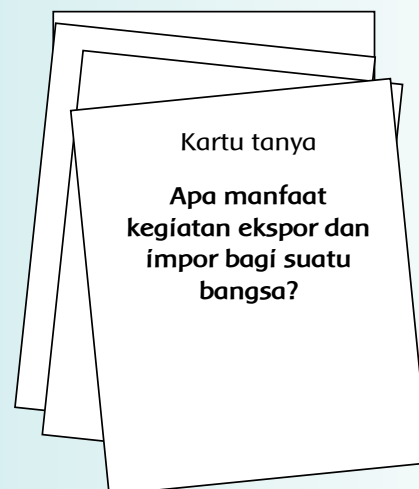 Kartu tanya
Apa manfaat
kegiatan ekspor dan
impor bagi suatu
bangsa?